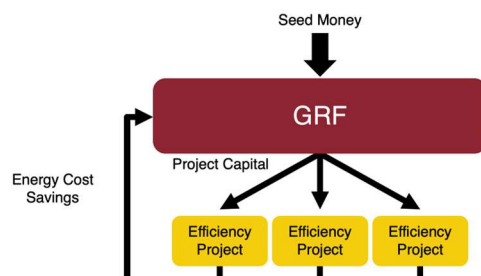 Seed Money
GRF
Project Capital
Energy Cost
Savings
Efficiency
Project
Efficiency
Project
Efficiency
Project